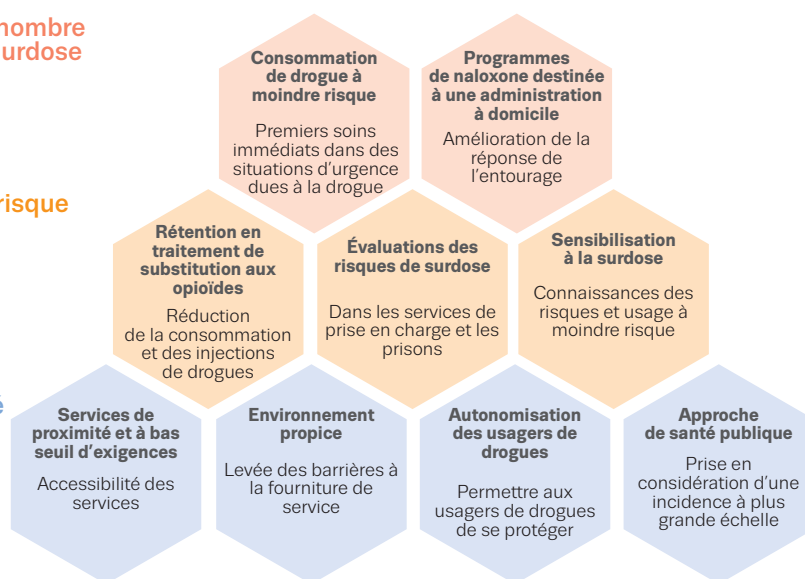 nombre
urdose
Consommation
de drogue à
moindre risque
Premiers soins
immédiats dans des
situations d'urgence
dues à la drogue
Programmes
de naloxone destinée
à une administration
à domicile
Amélioration de la
réponse de
l'entourage
risque
Rétention en
traitement de
substitution aux
opioïdes
Réduction
de la consommation
et des injections
de drogues
Évaluations des
risques de surdose
Dans les services de
prise en charge et les
prisons
Sensibilisation
à la surdose
Connaissances des
risques et usage à
moindre risque
é
Services de
proximité et à bas
seuil d'exigences
Accessibilité des
services
Environnement
propice
Levée des barrières à
la fourniture de
service
Autonomisation
des usagers de
drogues
Permettre aux
usagers de drogues
de se protéger
Approche
de santé publique
Prise en
considération d'une
incidence à plus
grande échelle